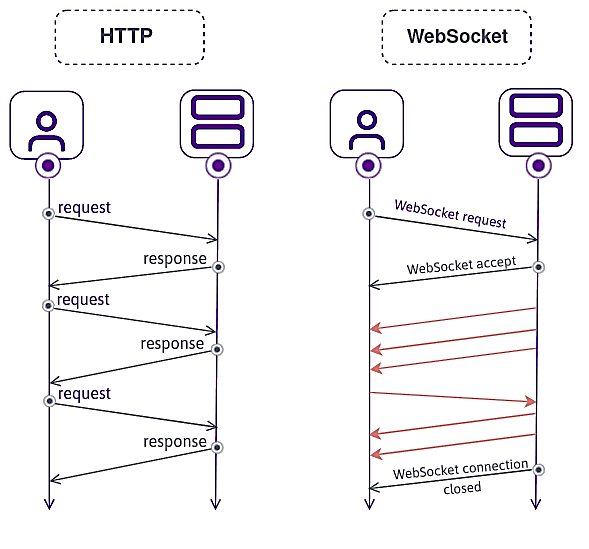 HTTP
WebSocket
request
response
request
response
request
response
WebSocket request
WebSocket accept
WebSocket connection
closed